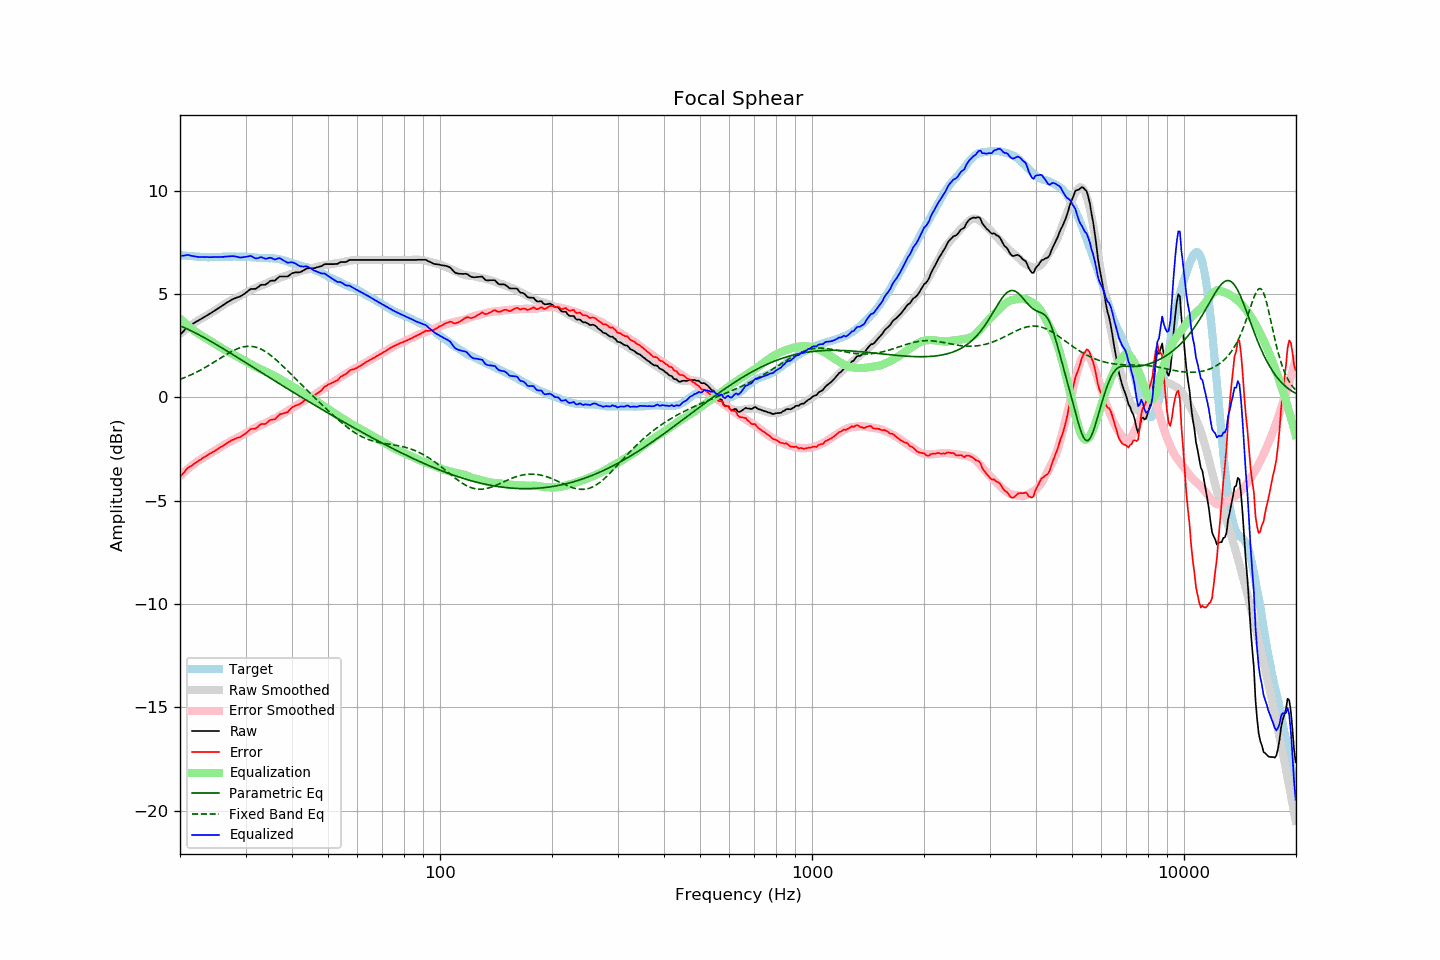 Focal Sphear
Amplitude (dBr)
10
5
0
−5
−10
−15
−20
Target
Raw Smoothed
Error Smoothed
Raw
Error
Equalization
Parametric Eq
Fixed Band Eq
Equalized
100
1000
10000
Frequency (Hz)